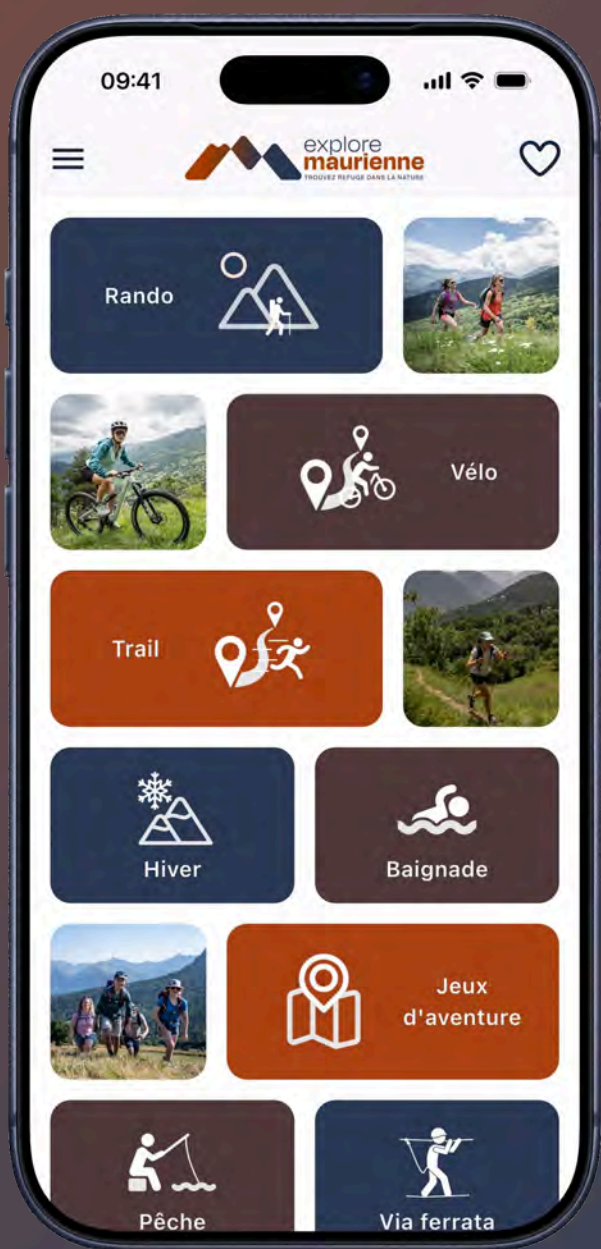 09:41
explore
maurienne
TROUVEZ REFUGE DANS LA NATURE
Rando
Vélo
Trail
Hiver
Baignade
Jeux
d'aventure
Pêche
Via ferrata